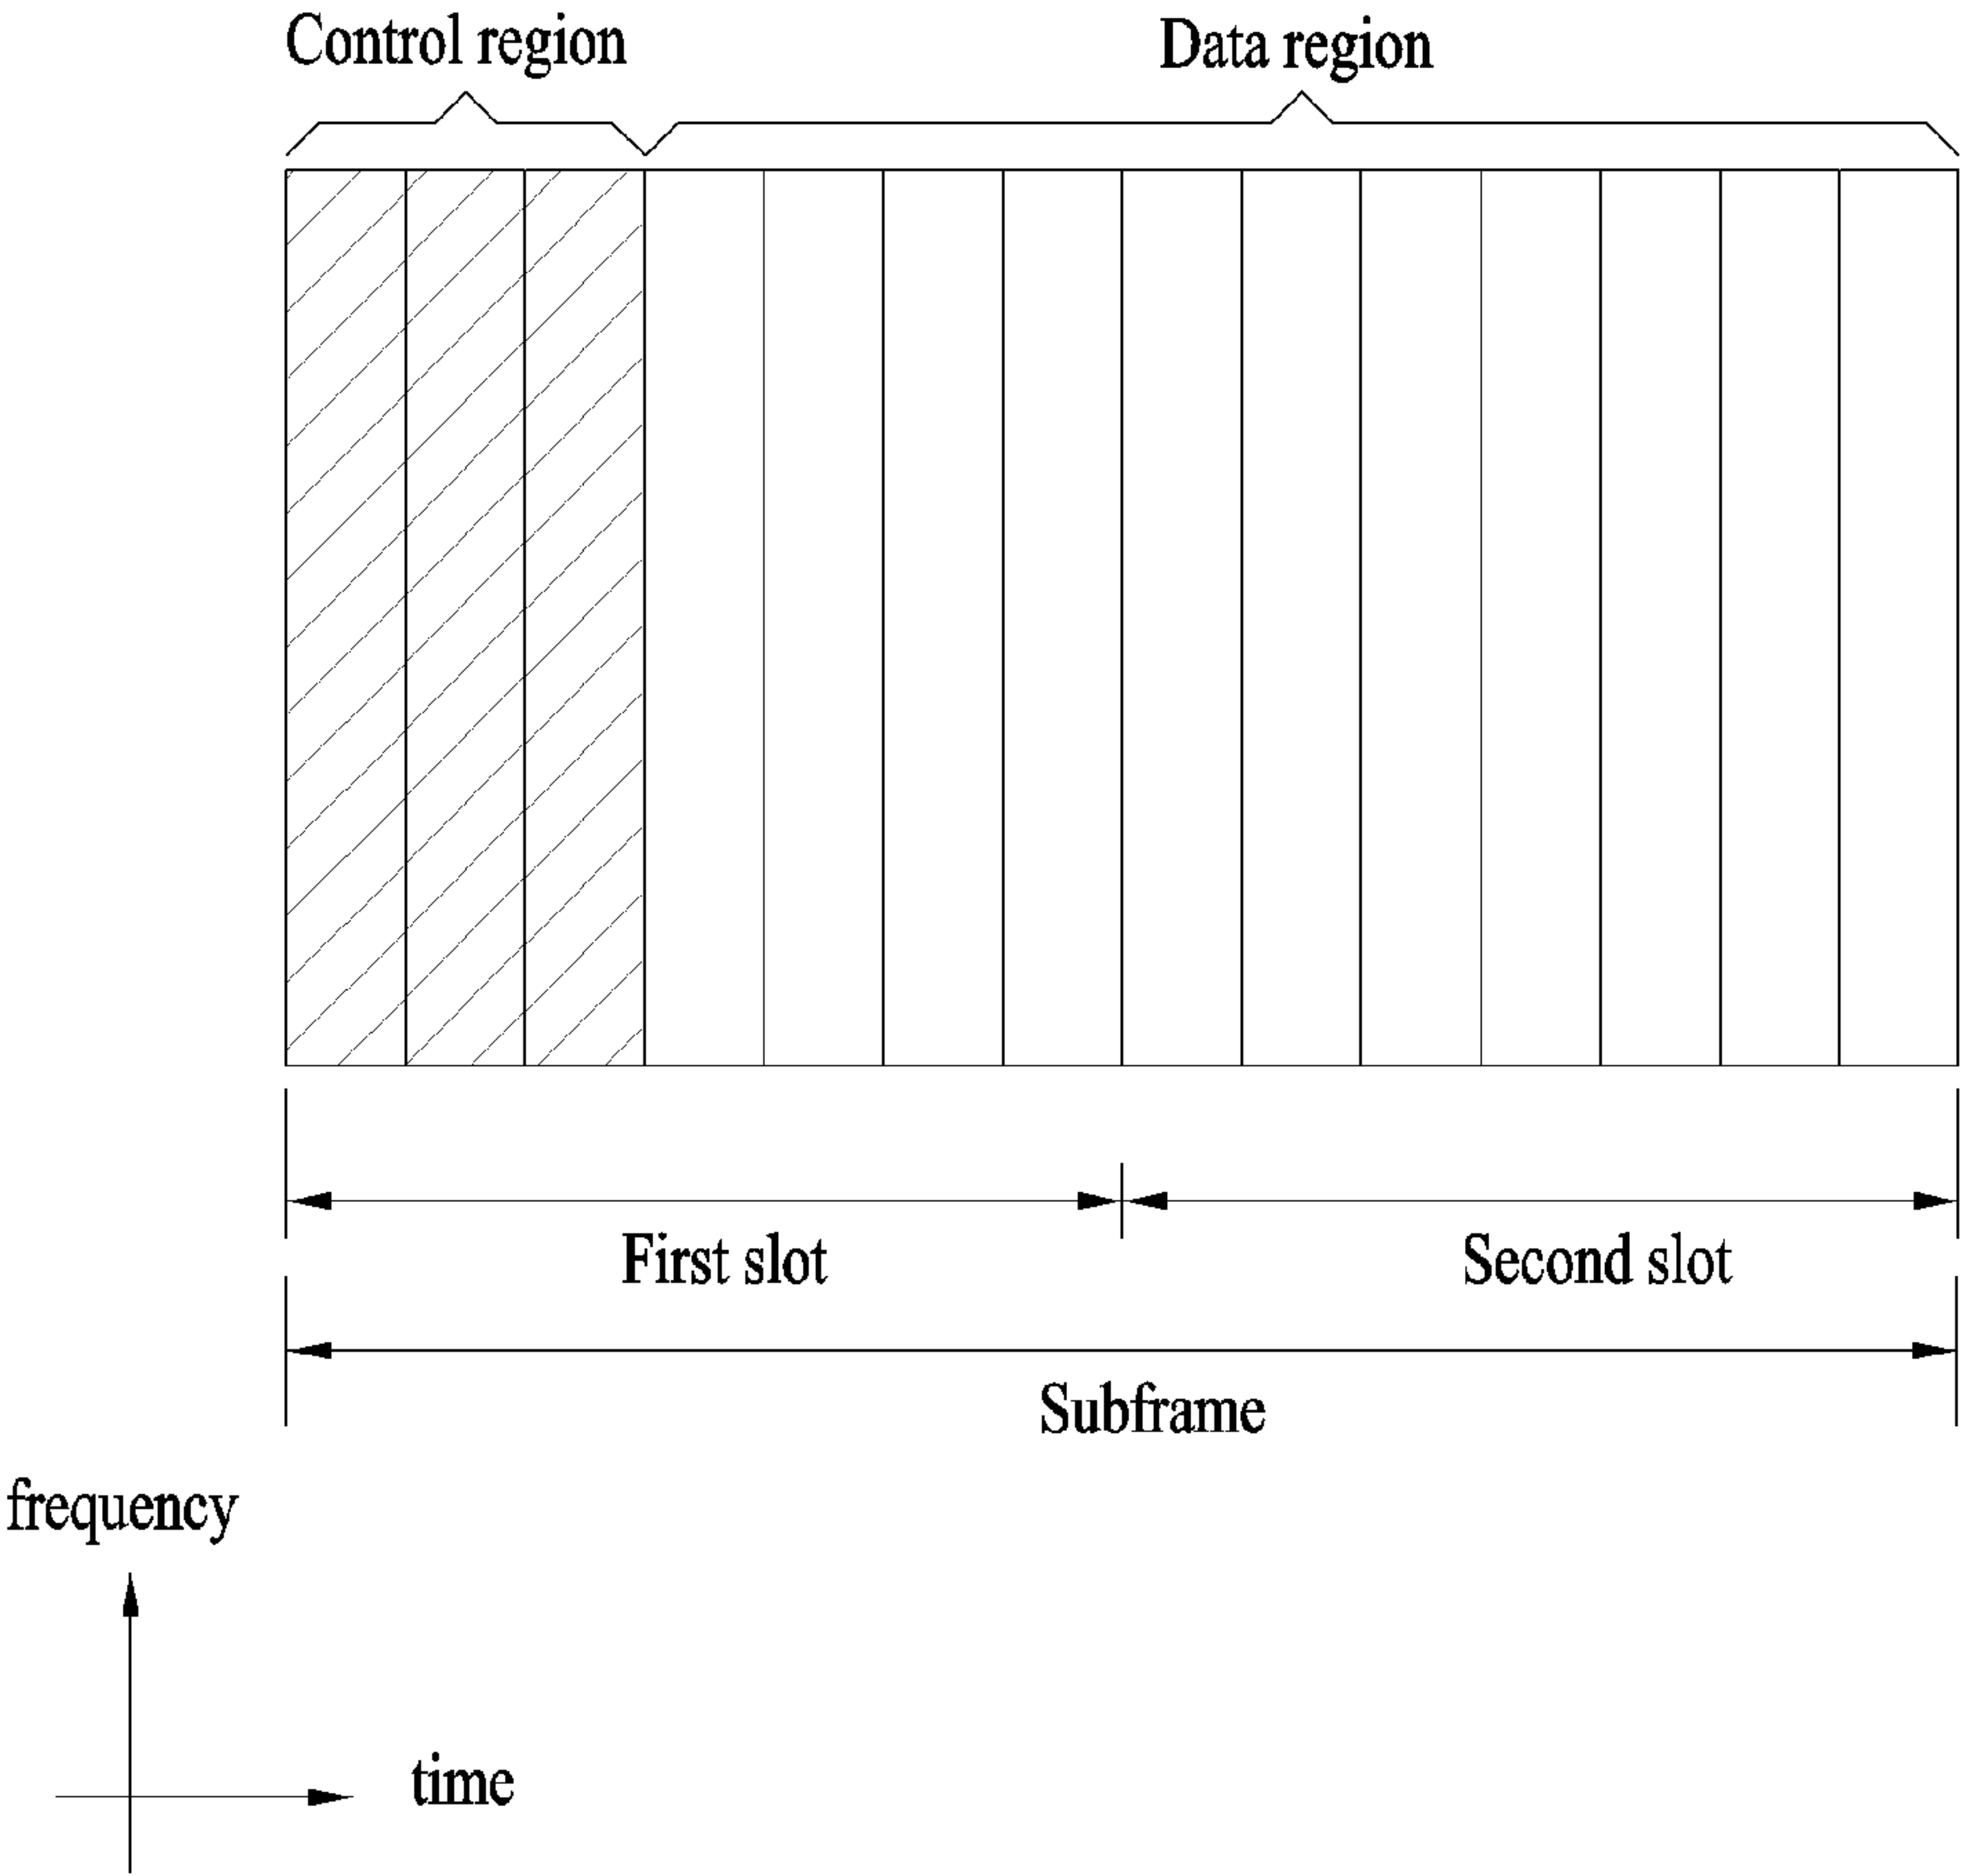 Control region
Data region
First slot
Second slot
Subframe
frequency
time